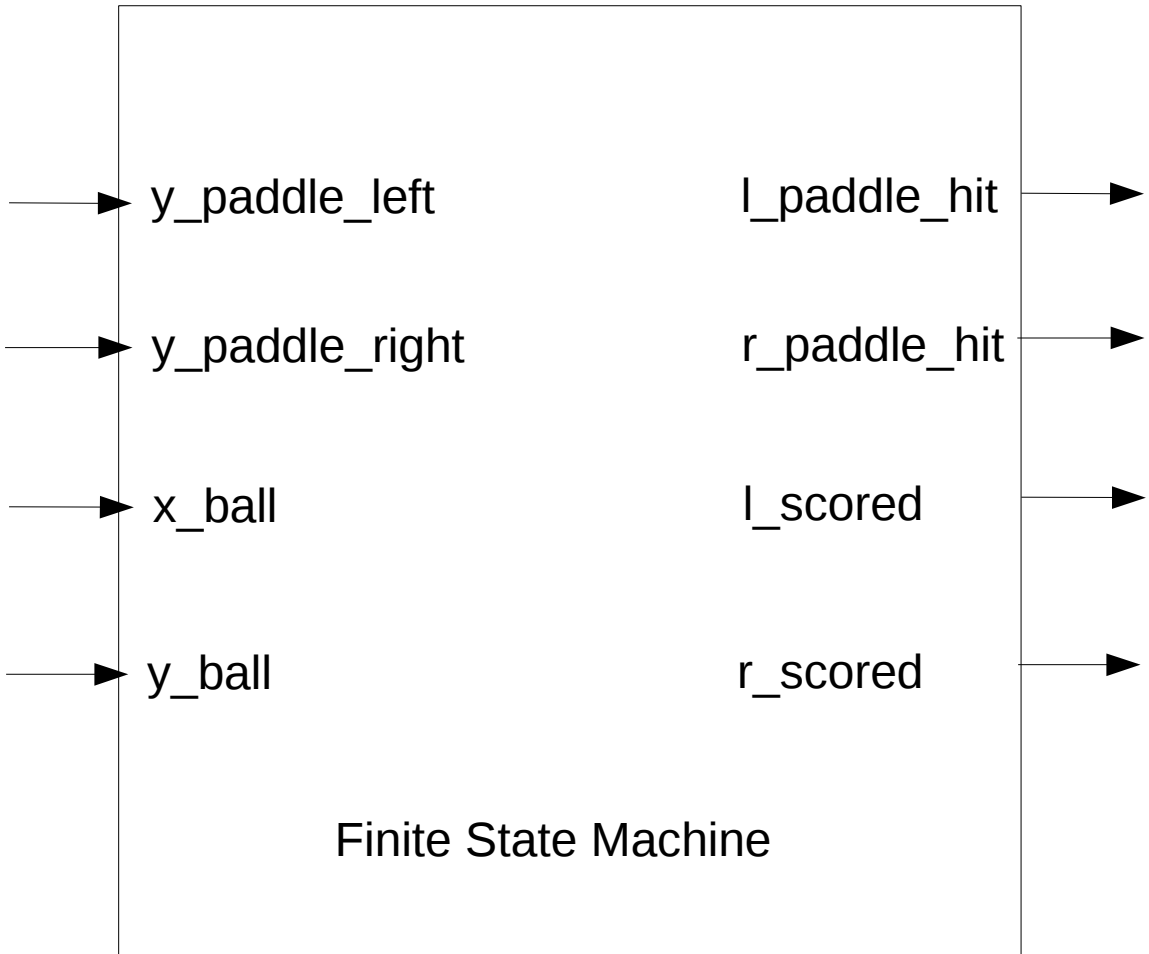 y_paddle_left
l_paddle_hit
y_paddle_right
r_paddle_hit
x_ball
l_scored
y_ball
r_scored
Finite State Machine